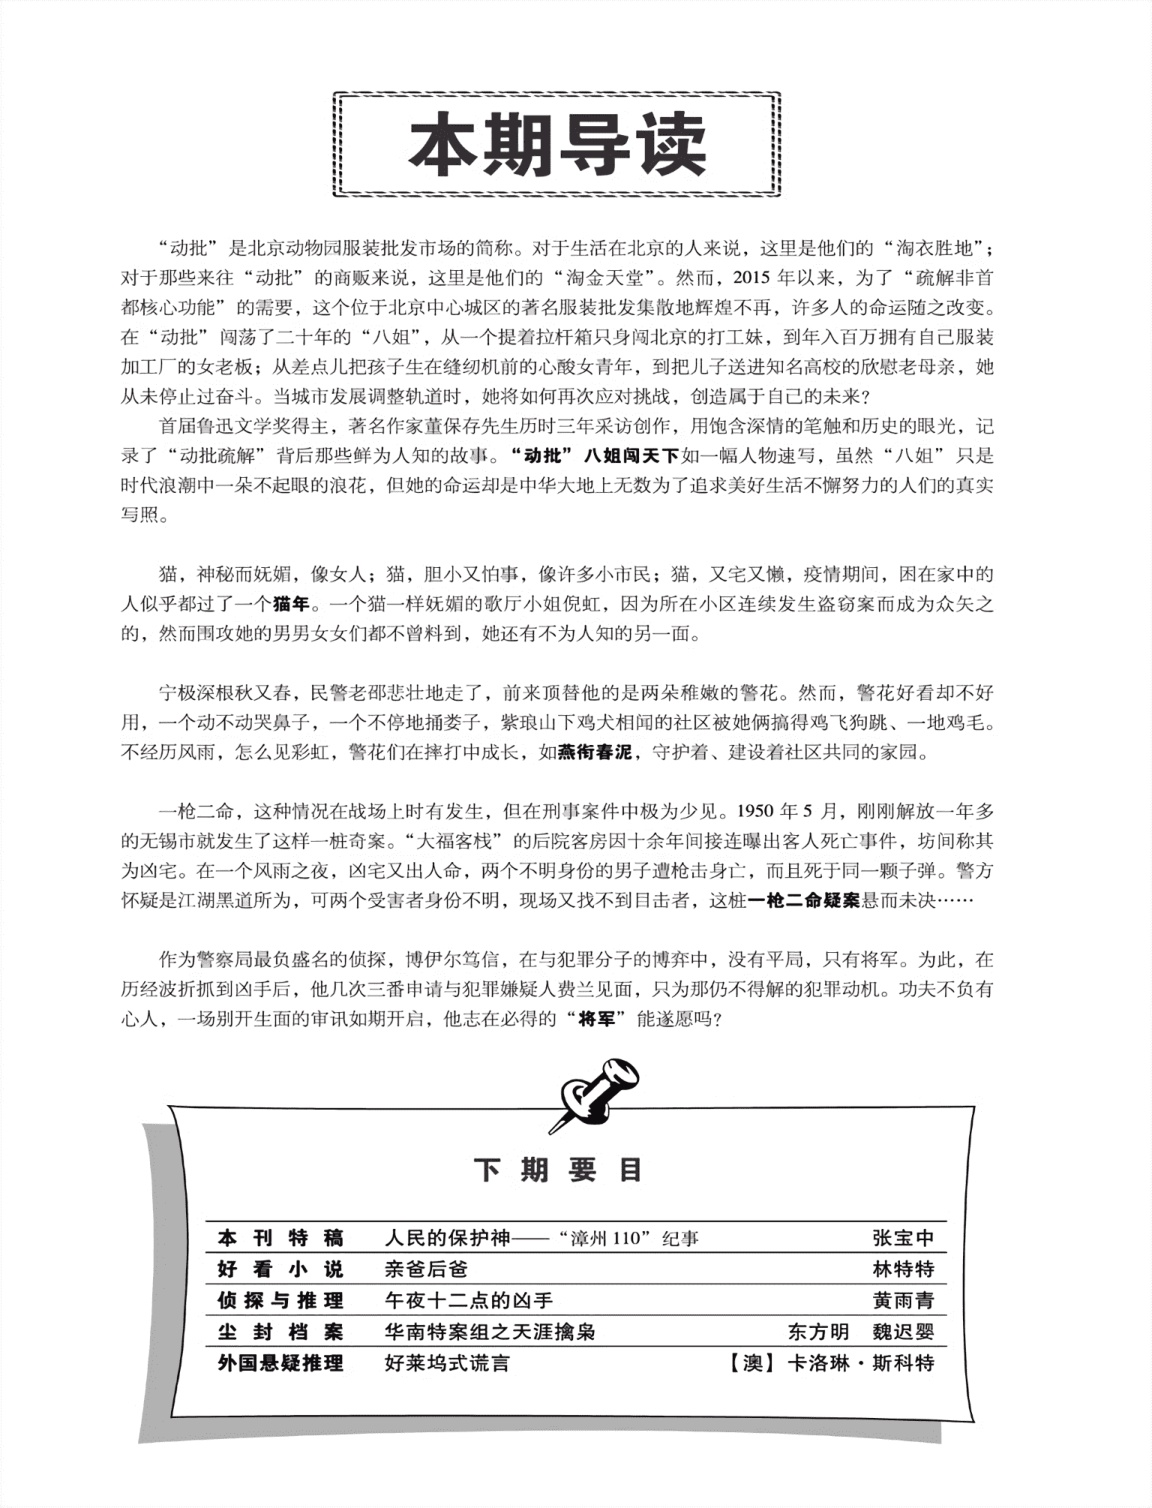 本期导读
“动批”是北京动物园服装批发市场的简称。对于生活在北京的人来说，这里是他们的“淘衣胜地”；
对于那些来往“动批”的商贩来说，这里是他们的“淘金天堂”。然而，2015 年以来，为了“疏解非首
都核心功能”的需要，这个位于北京中心城区的著名服装批发集散地辉煌不再，许多人的命运随之改变。
在“动批”闯荡了二十年的“八姐”，从一个提着拉杆箱只身闯北京的打工妹，到年入百万拥有自己服装
加工厂的女老板；从差点儿把孩子生在缝纫机前的心酸女青年，到把儿子送进知名高校的欣慰老母亲，她
从未停止过奋斗。当城市发展调整轨道时，她将如何再次应对挑战，创造属于自己的未来？
首届鲁迅文学奖得主，著名作家董保存先生历时三年采访创作，用饱含深情的笔触和历史的眼光，记
录了“动批疏解”背后那些鲜为人知的故事。“动批”八姐闯天下如一幅人物速写，虽然“八姐”只是
时代浪潮中一朵不起眼的浪花，但她的命运却是中华大地上无数为了追求美好生活不懈努力的人们的真实
写照。
猫，神秘而妩媚，像女人；猫，胆小又怕事，像许多小市民；猫，又宅又懒，疫情期间，困在家中的
人似乎都过了一个猫年。一个猫一样妩媚的歌厅小姐倪虹，因为所在小区连续发生盗窃案而成为众矢之
的，然而围攻她的男男女女们都不曾料到，她还有不为人知的另一面。
宁极深根秋又春，民警老邵悲壮地走了，前来顶替他的是两朵稚嫩的警花。然而，警花好看却不好
用，一个动不动哭鼻子，一个不停地捅娄子，紫琅山下鸡犬相闻的社区被她俩搞得鸡飞狗跳、一地鸡毛。
不经历风雨，怎么见彩虹，警花们在摔打中成长，如燕衔春泥，守护着、建设着社区共同的家园。
一枪二命，这种情况在战场上时有发生，但在刑事案件中极为少见。1950 年 5 月，刚刚解放一年多
的无锡市就发生了这样一桩奇案。“大福客栈”的后院客房因十余年间接连曝出客人死亡事件，坊间称其
为凶宅。在一个风雨之夜，凶宅又出人命，两个不明身份的男子遭枪击身亡，而且死于同一颗子弹。警方
怀疑是江湖黑道所为，可两个受害者身份不明，现场又找不到目击者，这桩一枪二命疑案悬而未决……
作为警察局最负盛名的侦探，博伊尔笃信，在与犯罪分子的博弈中，没有平局，只有将军。为此，在
历经波折抓到凶手后，他几次三番申请与犯罪嫌疑人费兰见面，只为那仍不得解的犯罪动机。功夫不负有
心人，一场别开生面的审讯如期开启，他志在必得的“将军”能遂愿吗？
下期要目
本刊特稿 人民的保护神——“漳州 110”纪事 张宝中
好看小说 亲爸后爸 林特特
侦探与推理 午夜十二点的凶手 黄雨青
尘封档案 华南特案组之天涯擒枭 东方明 魏迟婴
外国悬疑推理 好莱坞式谎言 【澳】卡洛琳·斯科特